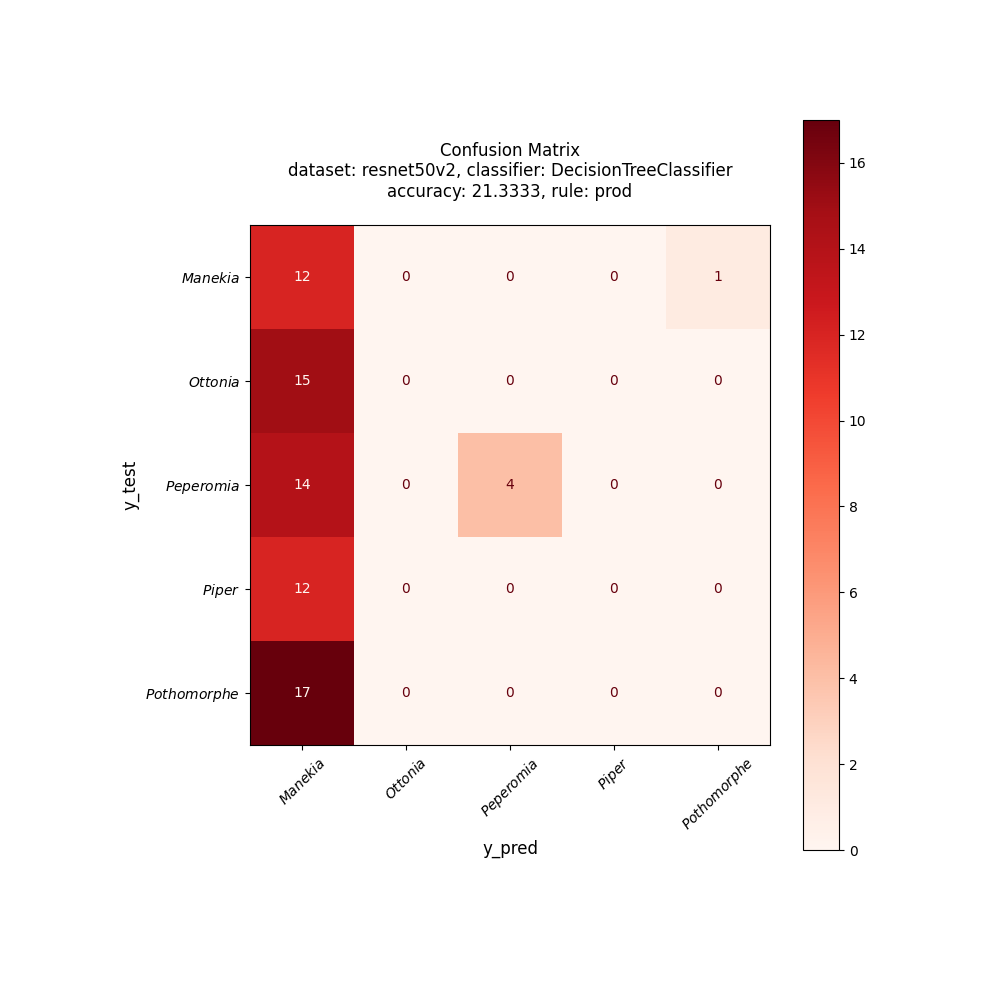 Confusion Matrix
dataset: resnet50v2, classifier: DecisionTreeClassifier
accuracy: 21.3333, rule: prod
y_test
Manekia 12 0 0 0 1
Ottonia 15 0 0 0 0
Peperomia 14 0 4 0 0
Piper 12 0 0 0 0
Pothomorphe 17 0 0 0 0
Manekia Ottonia Peperomia Piper Pothomorphe
y_pred
16
14
12
10
8
6
4
2
0